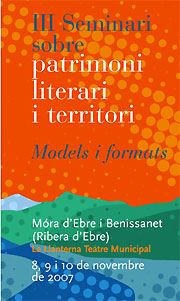 III Seminari
sobre
patrimoni
literari
i territori
Models i formats
Móra d'Ebre i Benissanet
(Ribera d'Ebre)
La Llanterna Teatre Municipal
8, 9 i 10 de novembre
de 2007